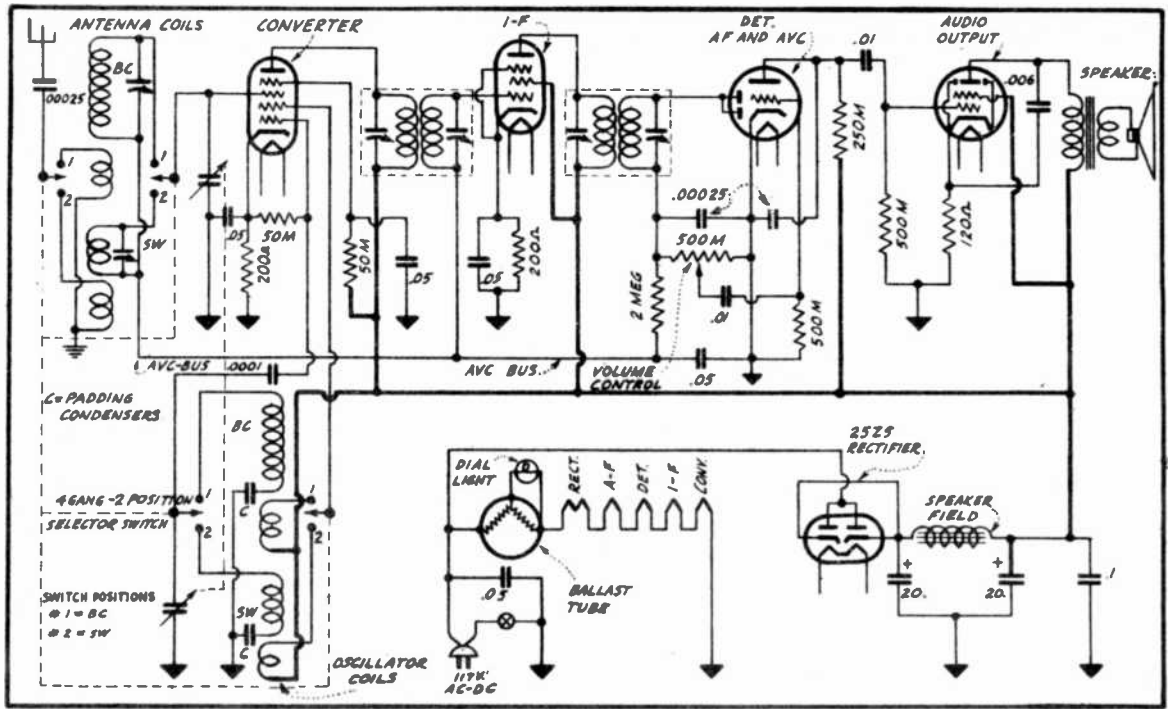 ANTENNA COILS
CONVERTER
I-F
DET.
AF AND AVC
AUDIO
OUTPUT
SPEAKER
.01
.006
BC
.00025
1
2
1
2
SW
.05
50M
200Ω
50M
.05
.05
200Ω
.00025
500M
2 MEG
.01
500M
.05
250M
500M
120Ω
AVC-BUS
.0001
AVC BUS.
VOLUME
CONTROL
C=PADDING
CONDENSERS
BC
C
4 GANG-2 POSITION
SELECTOR SWITCH
1
2
1
2
SWITCH POSITIONS
# 1 = BC
# 2 = SW
SW
C
OSCILLATOR
COILS
DIAL
LIGHT
RECT.
A-F
DET.
I-F
CONV.
BALLAST
TUBE
.05
117V.
AC-DC
25Z5
RECTIFIER
SPEAKER
FIELD
+
20.
+
20.
.1